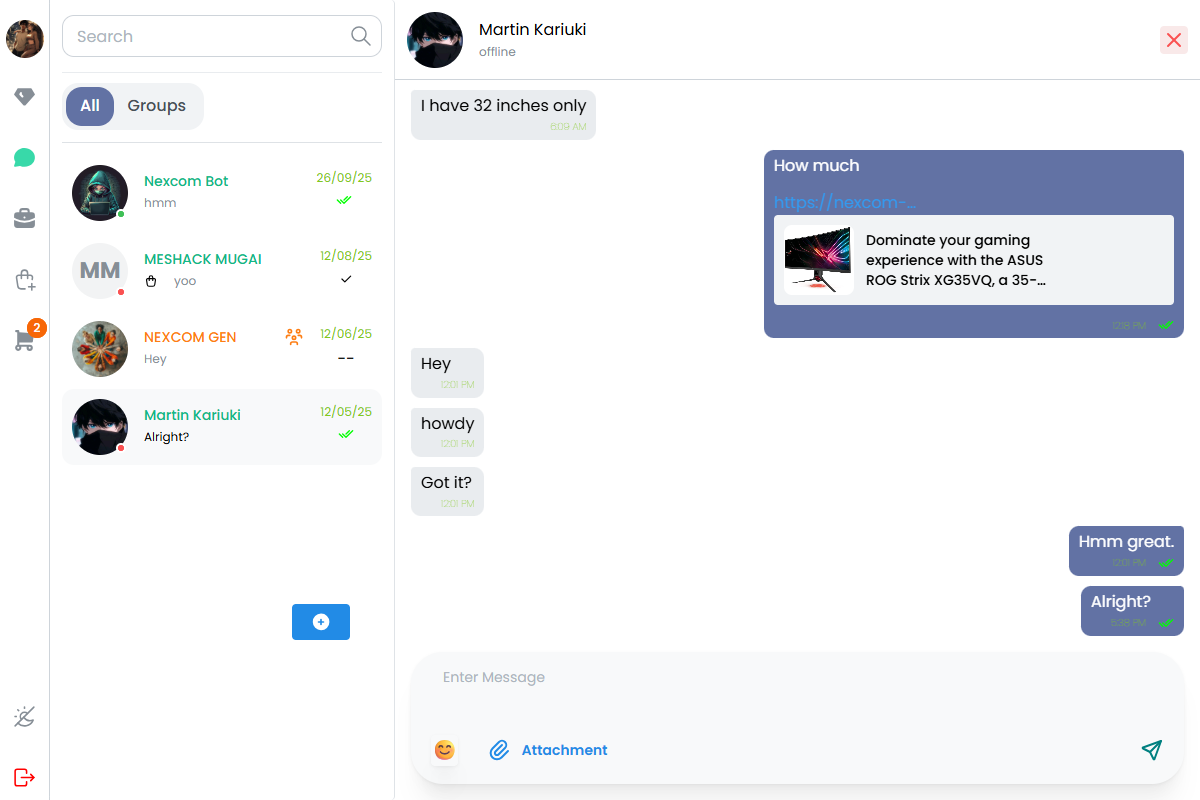 Search
All
Groups
Nexcom Bot
26/09/25
hmm
MM
MESHACK MUGAI
12/08/25
yoo
2
NEXCOM GEN
12/06/25
Hey
--
Martin Kariuki
12/05/25
Alright?
Martin Kariuki
offline
I have 32 inches only
6:09 AM
How much
https://nexcom-...
Dominate your gaming
experience with the ASUS
ROG Strix XG35VQ, a 35-...
Hey
12:01 PM
howdy
12:01 PM
Got it?
12:01 PM
Hmm great.
12:01 PM
Alright?
5:38 PM
Enter Message
Attachment